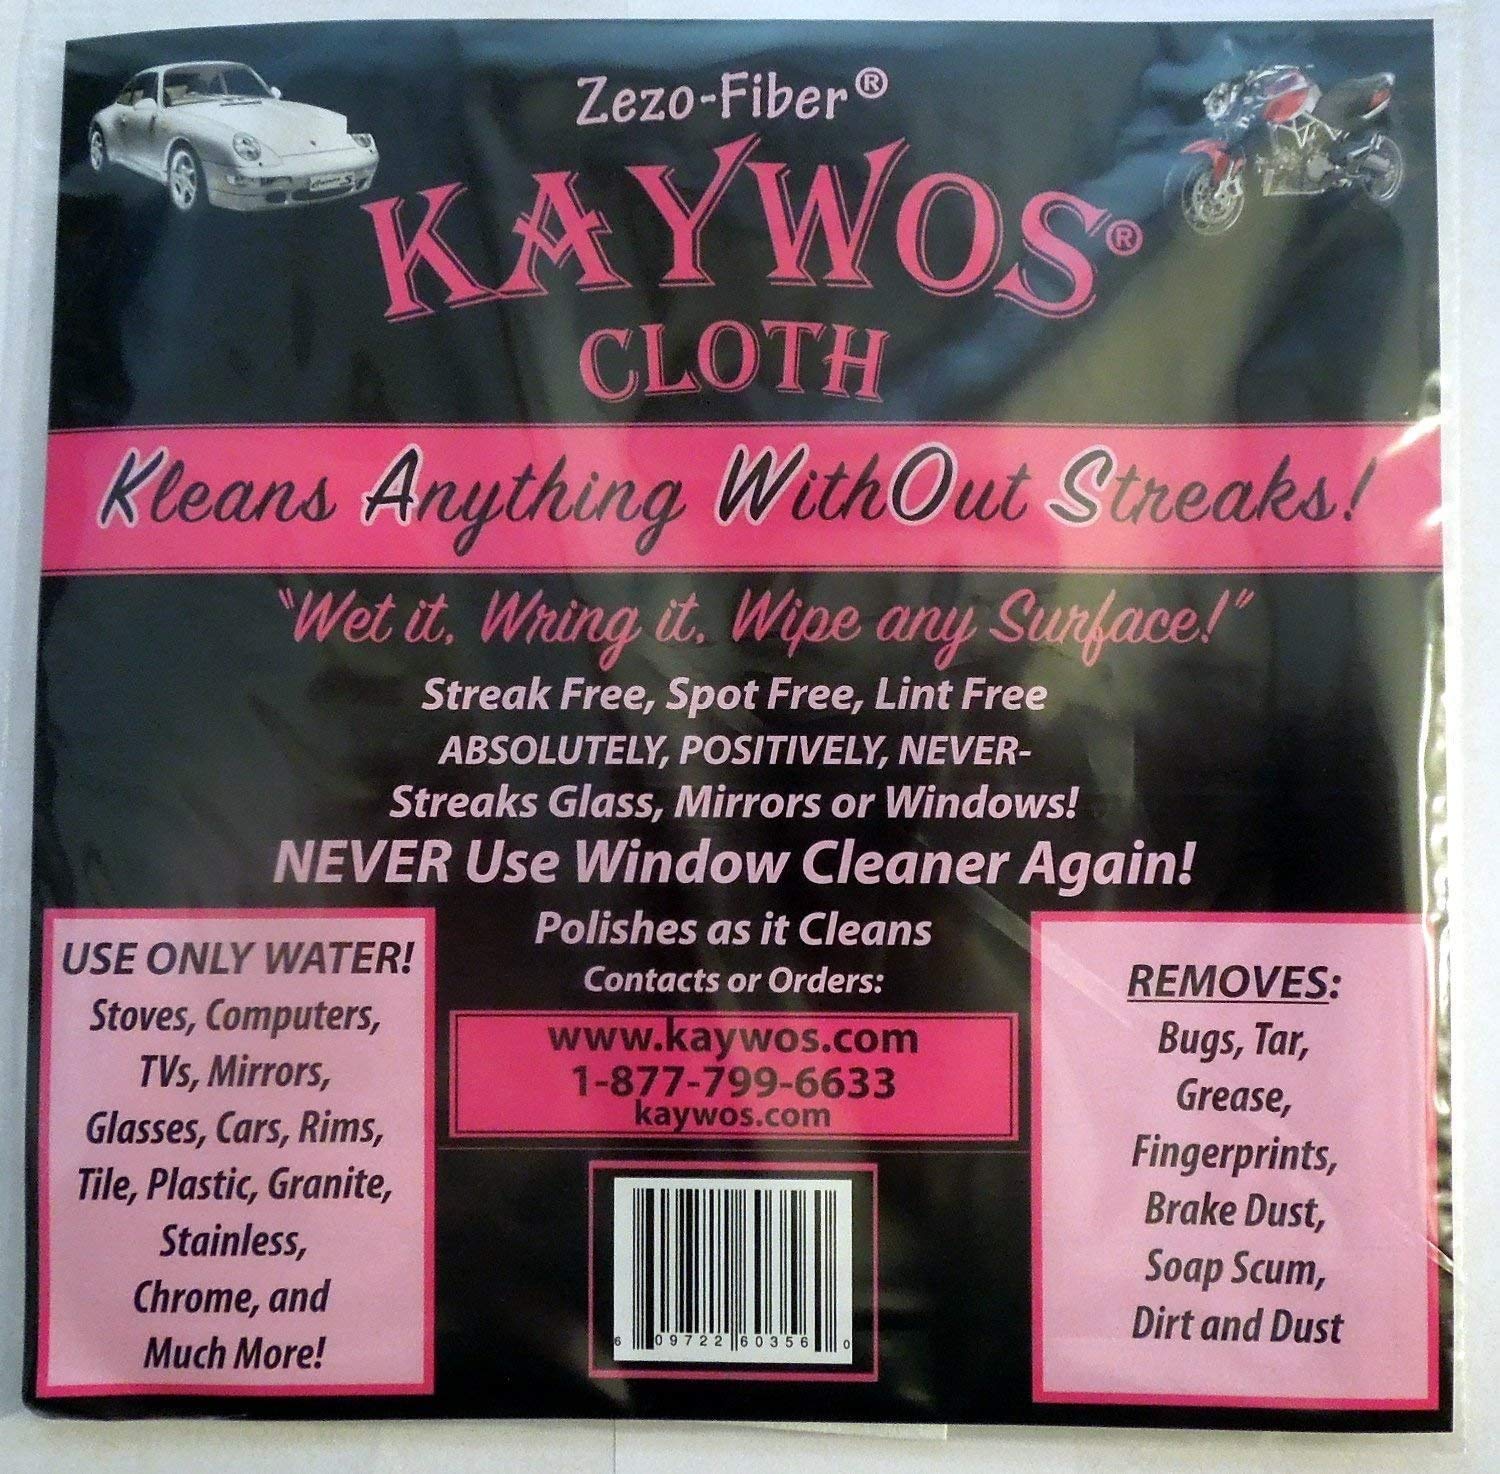 Zezo-Fiber®
KAYWOS®
CLOTH
Kleans Anything WithOut Streaks!
"Wet it, Wring it, Wipe any Surface!"
Streak Free, Spot Free, Lint Free
ABSOLUTELY, POSITIVELY, NEVER-
Streaks Glass, Mirrors or Windows!
NEVER Use Window Cleaner Again!
Polishes as it Cleans
Contacts or Orders:
www.kaywos.com
1-877-799-6633
kaywos.com
USE ONLY WATER!
Stoves, Computers,
TVs, Mirrors,
Glasses, Cars, Rims,
Tile, Plastic, Granite,
Stainless,
Chrome, and
Much More!
REMOVES:
Bugs, Tar,
Grease,
Fingerprints,
Brake Dust,
Soap Scum,
Dirt and Dust
6 09722 60356 0